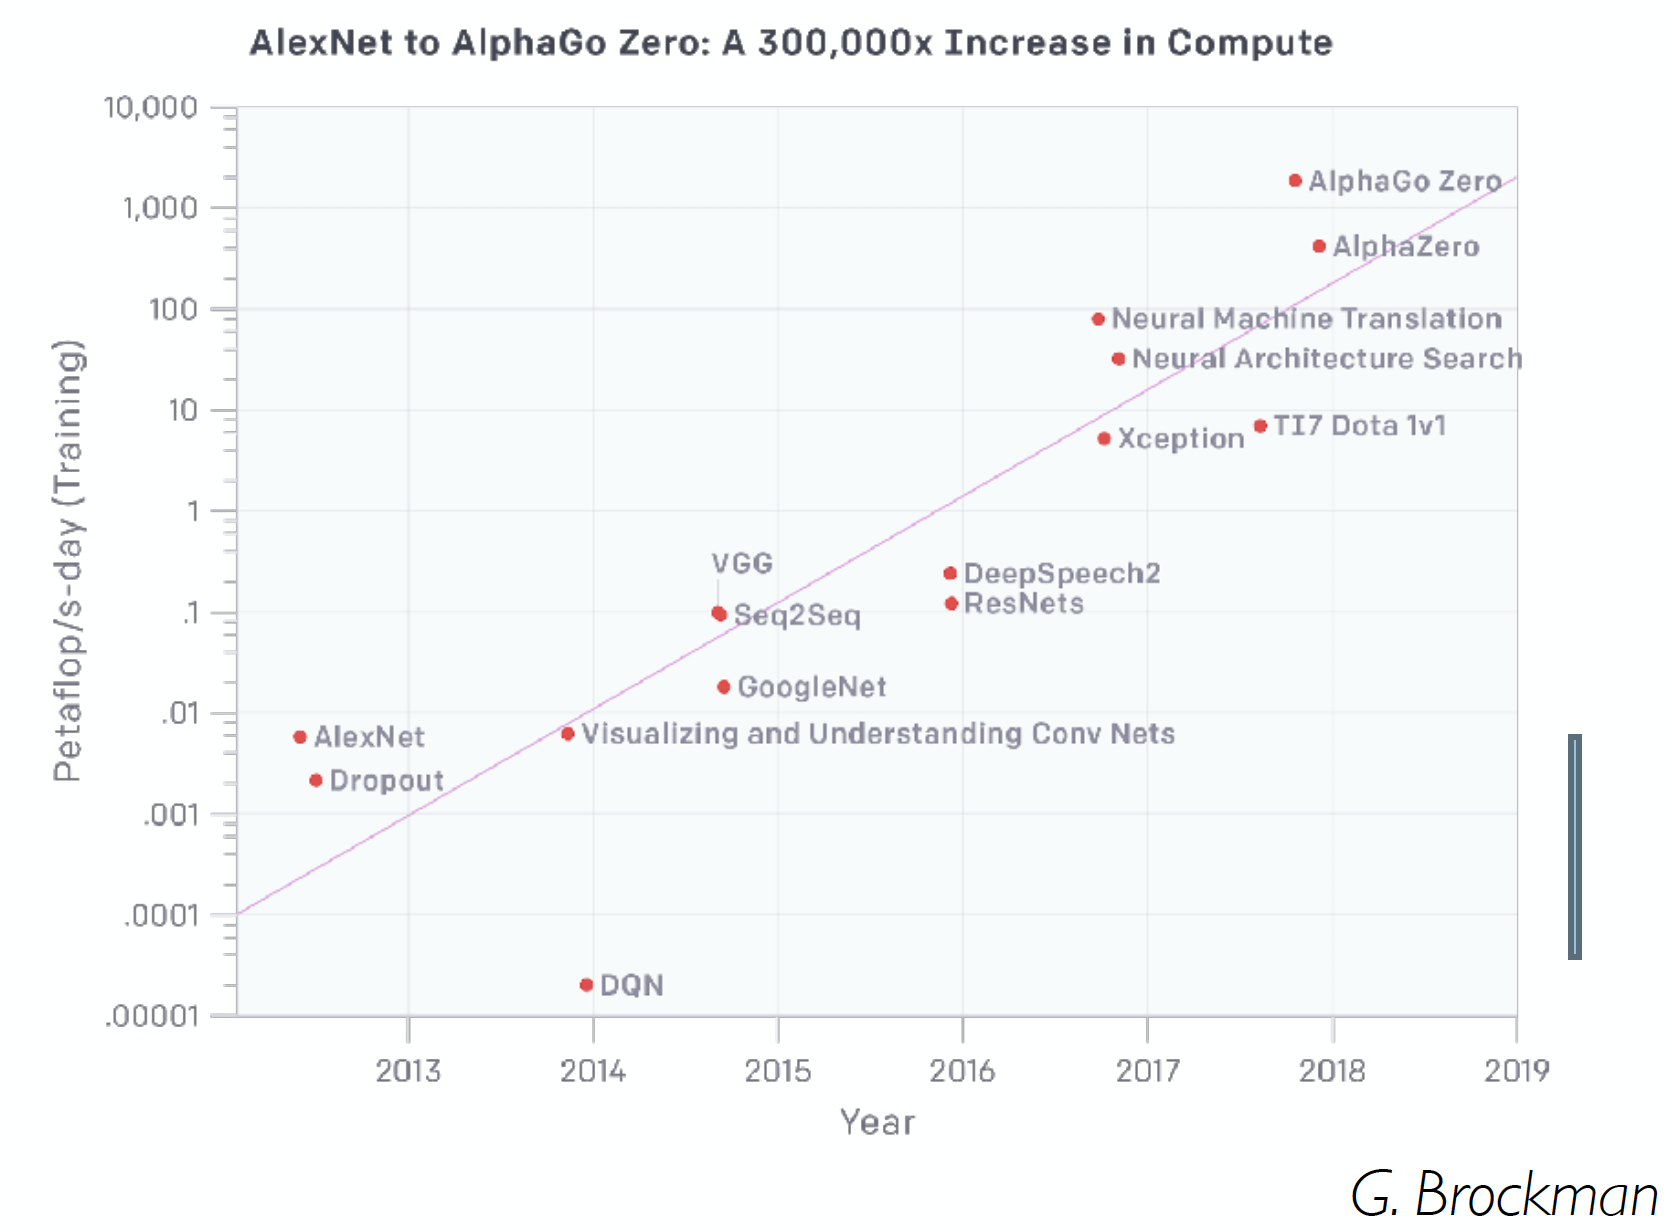 AlexNet to AlphaGo Zero: A 300,000x Increase in Compute
10,000
1,000
100
10
1
.1
.01
.001
.0001
.00001
Petaflop/s-day (Training)
AlphaGo Zero
AlphaZero
Neural Machine Translation
Neural Architecture Search
TI7 Dota 1v1
Xception
VGG
DeepSpeech2
ResNets
Seq2Seq
GoogleNet
AlexNet
Visualizing and Understanding Conv Nets
Dropout
DQN
2013 2014 2015 2016 2017 2018 2019
Year
G. Brockman